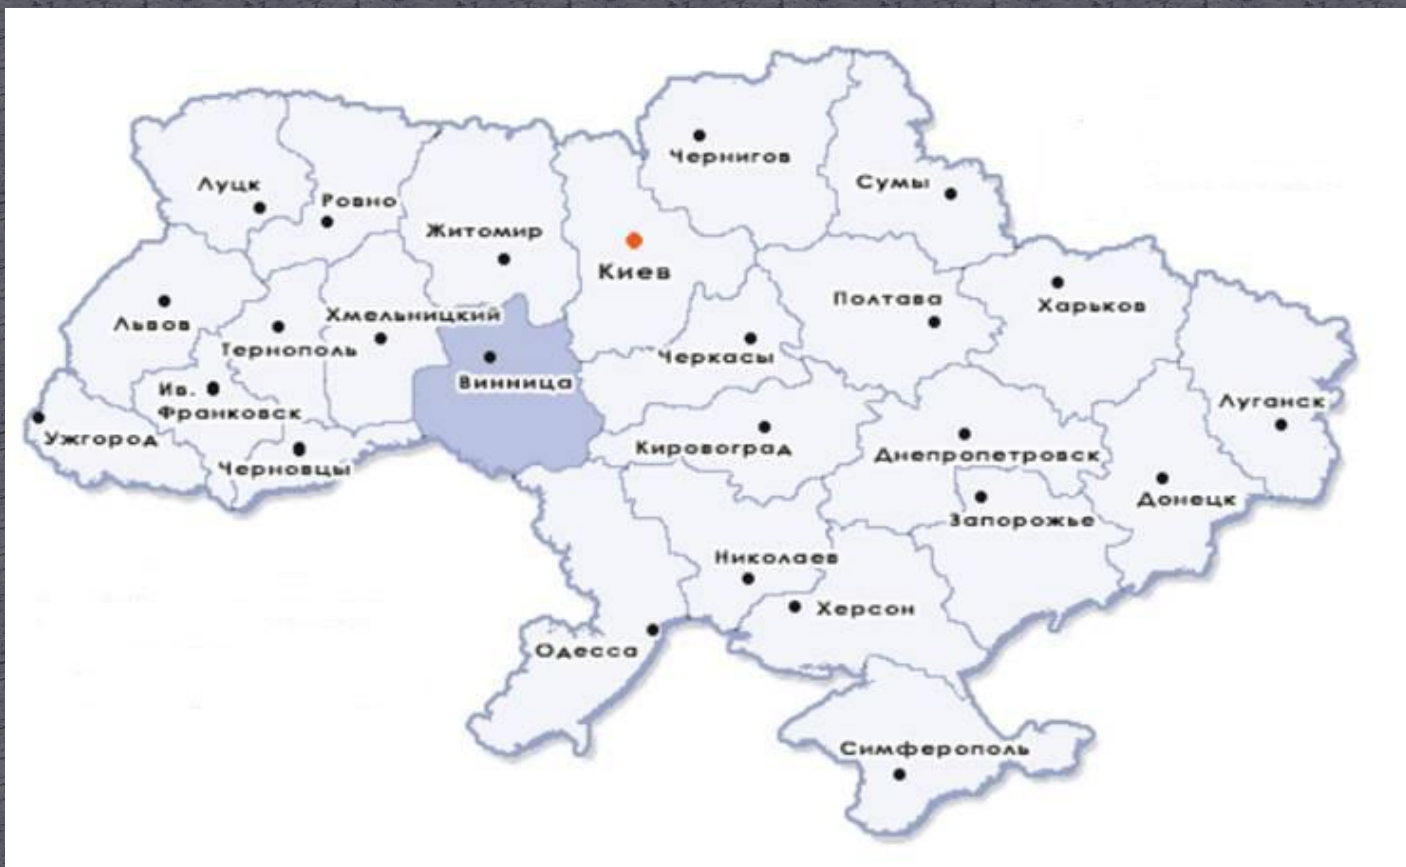 Чернигов
Сумы
Луцк
Ровно
Житомир
Киев
Львов
Тернополь
Хмельницкий
Полтава
Харьков
Черкасы
Винница
Ив.
Франковск
Луганск
Ужгород
Черновцы
Кировоград
Днепропетровск
Донецк
Запорожье
Николаев
Херсон
Одесса
Симферополь